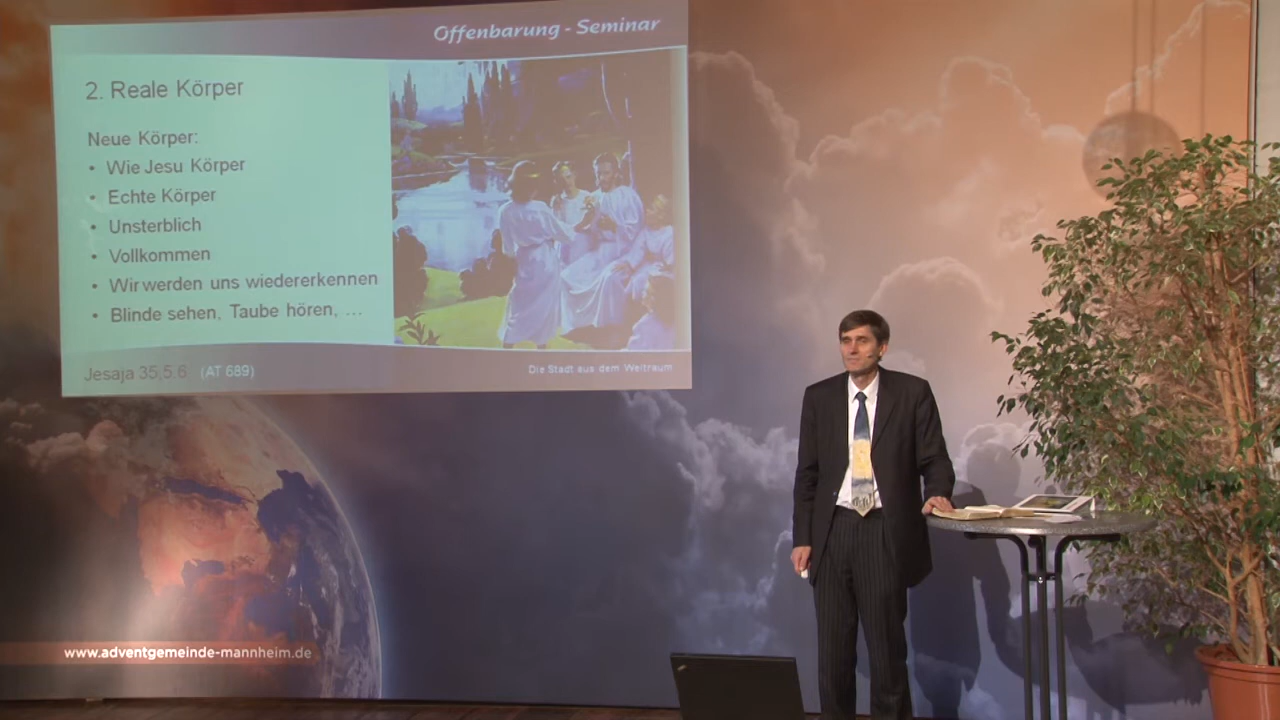 Offenbarung - Seminar
2. Reale Körper
Neue Körper:
• Wie Jesu Körper
• Echte Körper
• Unsterblich
• Vollkommen
• Wir werden uns wiedererkennen
• Blinde sehen, Taube hören, ...
Jesaja 35,5.6 (AT 689)
Die Stadt aus dem Weltraum
www.adventgemeinde-mannheim.de